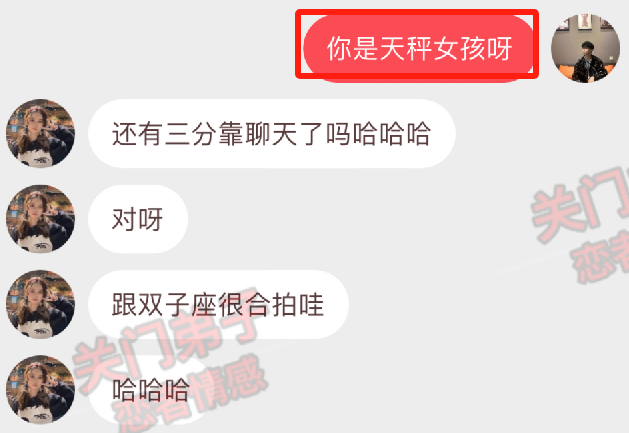 你是天秤女孩呀
还有三分靠聊天了吗哈哈哈
对呀
关门
恋者
跟双子座很合拍哇
关门弟子
哈哈哈
恋者情感